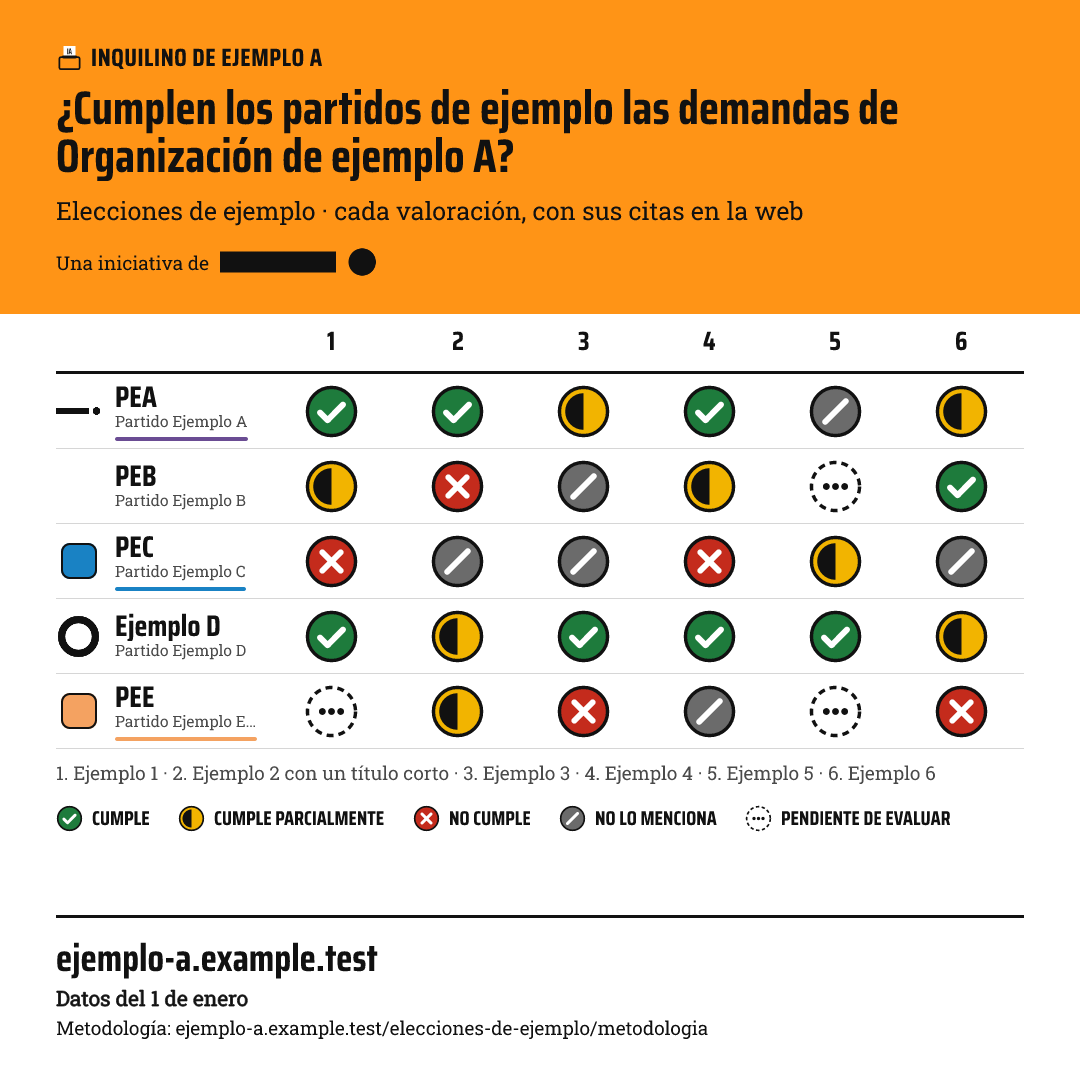 IA
INQUILINO DE EJEMPLO A
¿Cumplen los partidos de ejemplo las demandas de
Organización de ejemplo A?
Elecciones de ejemplo · cada valoración, con sus citas en la web
Una iniciativa de
1 2 3 4 5 6
PEA
Partido Ejemplo A
PEB
Partido Ejemplo B
PEC
Partido Ejemplo C
Ejemplo D
Partido Ejemplo D
PEE
Partido Ejemplo E…
1. Ejemplo 1 · 2. Ejemplo 2 con un título corto · 3. Ejemplo 3 · 4. Ejemplo 4 · 5. Ejemplo 5 · 6. Ejemplo 6
CUMPLE CUMPLE PARCIALMENTE NO CUMPLE NO LO MENCIONA PENDIENTE DE EVALUAR
ejemplo-a.example.test
Datos del 1 de enero
Metodología: ejemplo-a.example.test/elecciones-de-ejemplo/metodologia